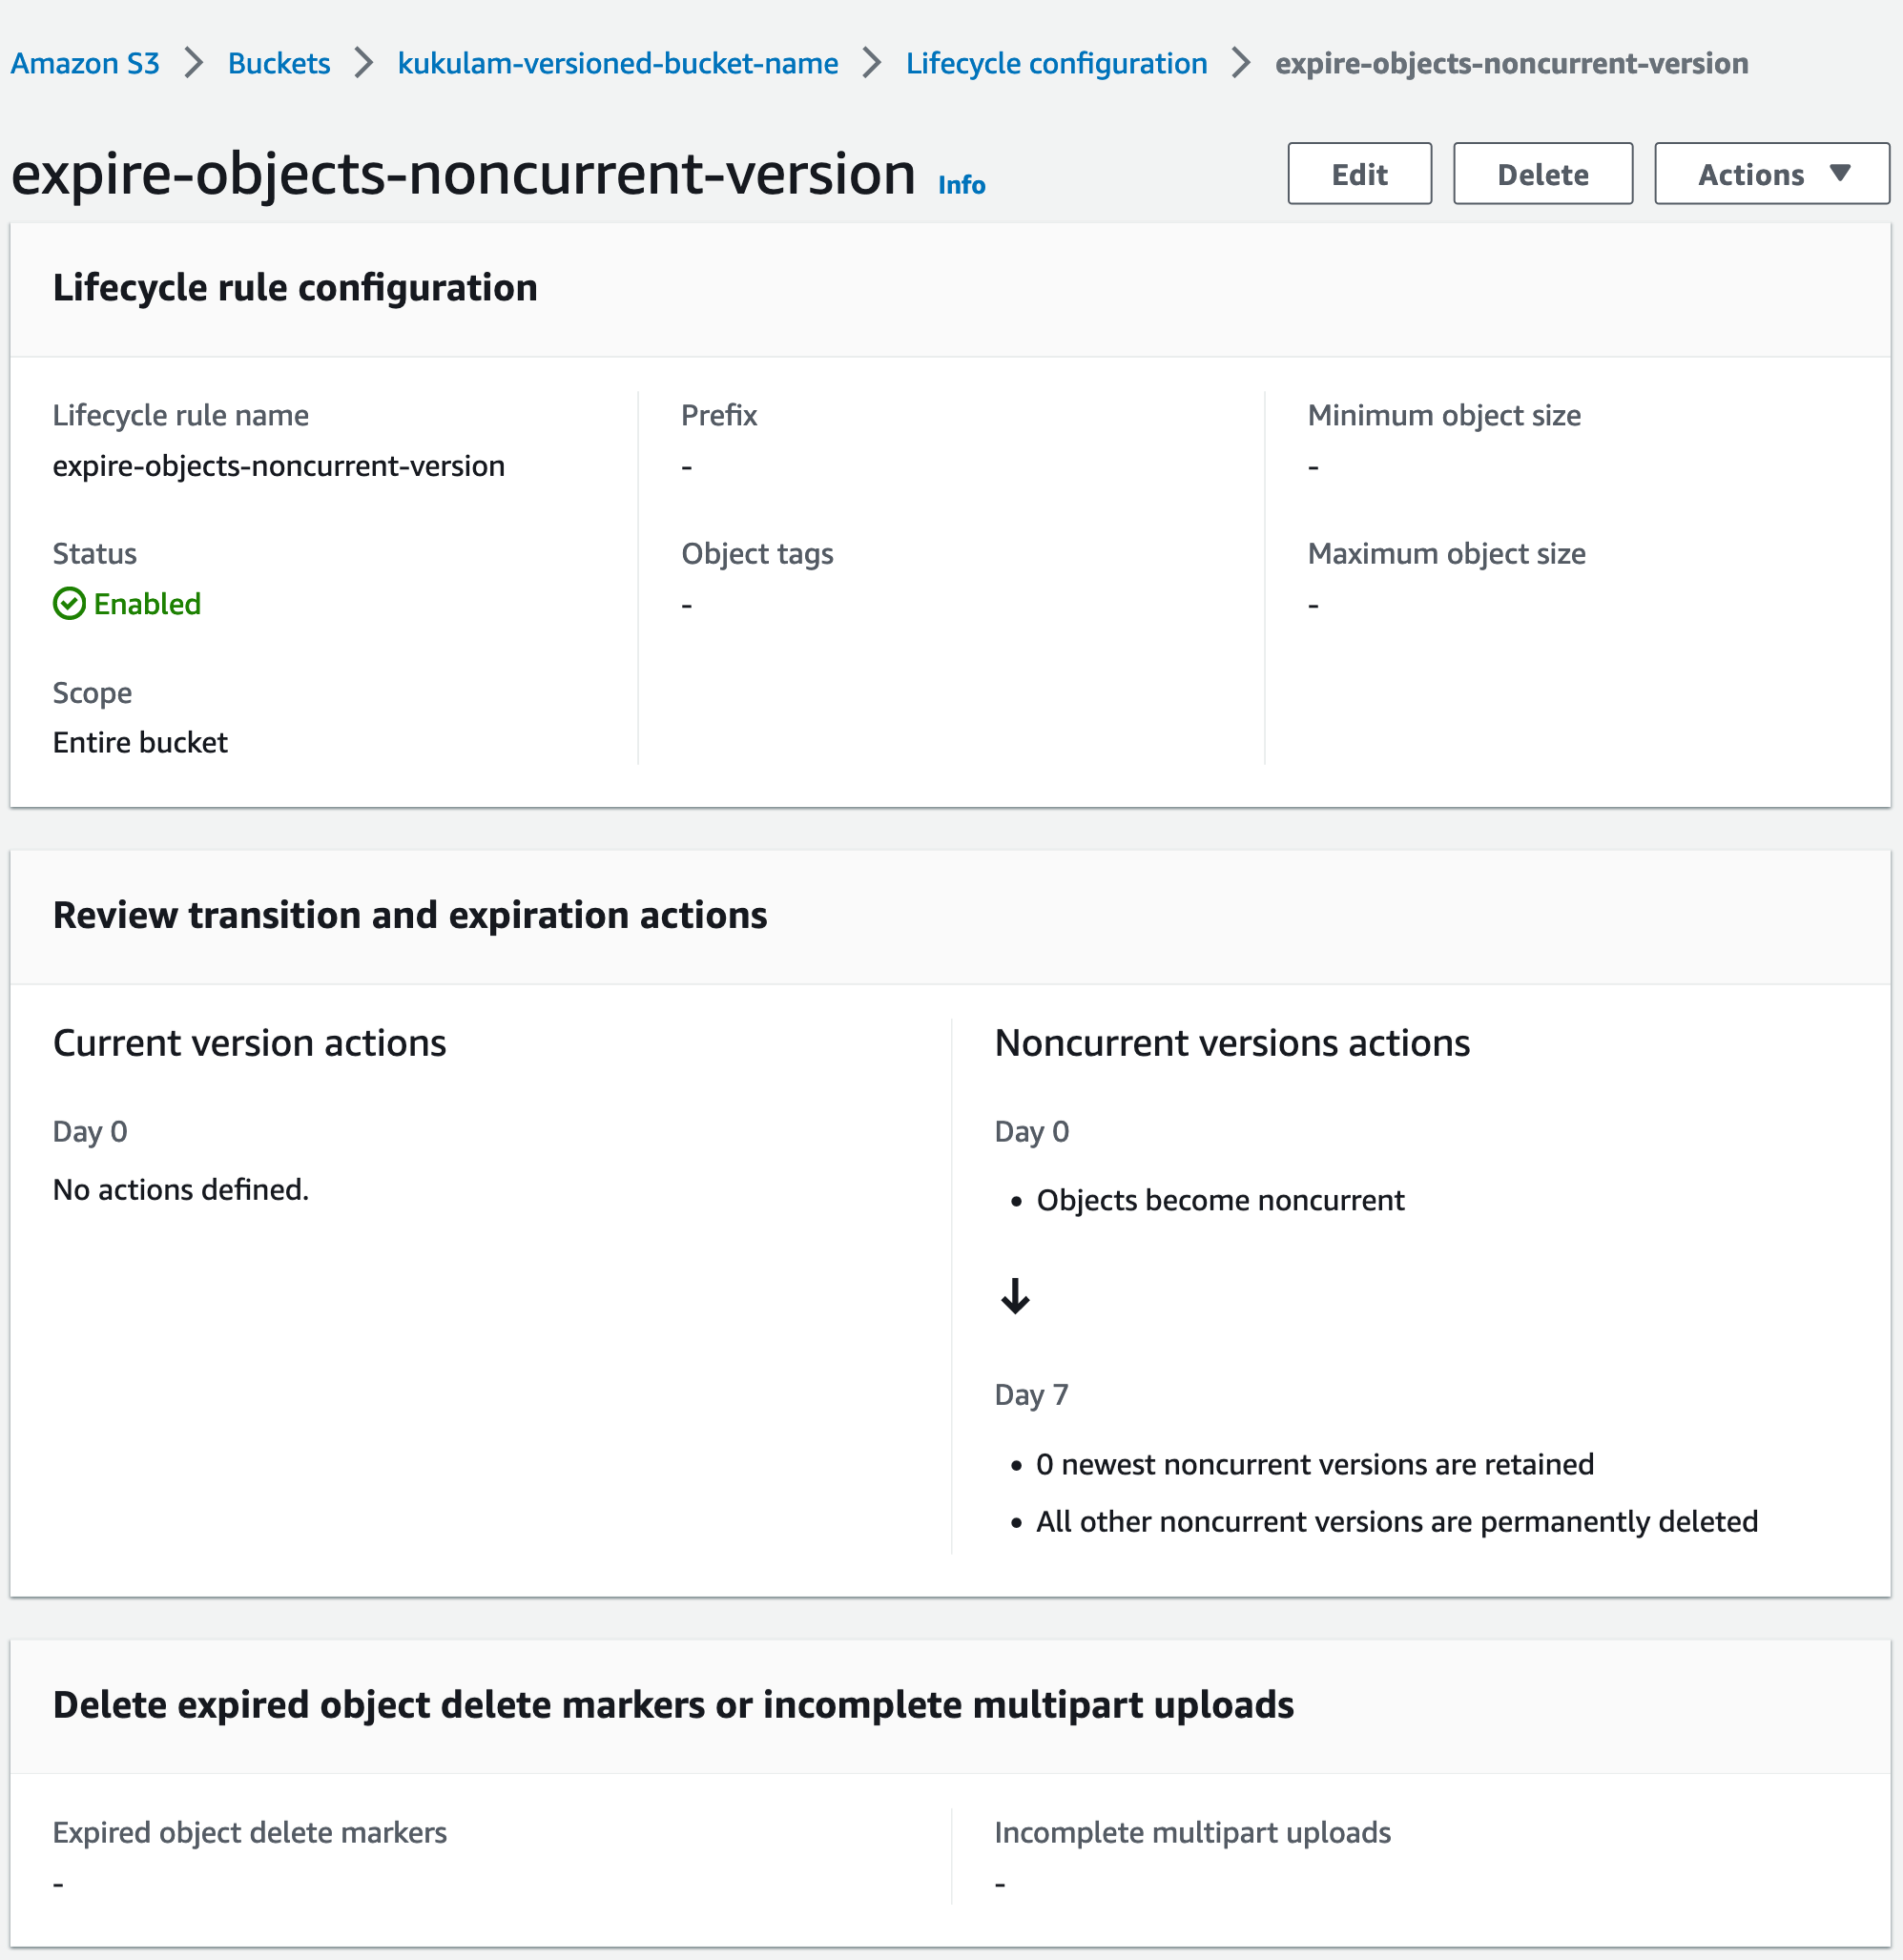 Amazon S3 > Buckets > kukulam-versioned-bucket-name > Lifecycle configuration > expire-objects-noncurrent-version
expire-objects-noncurrent-version Info
Edit
Delete
Actions ▼
Lifecycle rule configuration
Lifecycle rule name
expire-objects-noncurrent-version
Status
Enabled
Scope
Entire bucket
Prefix
-
Object tags
-
Minimum object size
-
Maximum object size
-
Review transition and expiration actions
Current version actions
Day 0
No actions defined.
Noncurrent versions actions
Day 0
• Objects become noncurrent
↓
Day 7
• 0 newest noncurrent versions are retained
• All other noncurrent versions are permanently deleted
Delete expired object delete markers or incomplete multipart uploads
Expired object delete markers
-
Incomplete multipart uploads
-